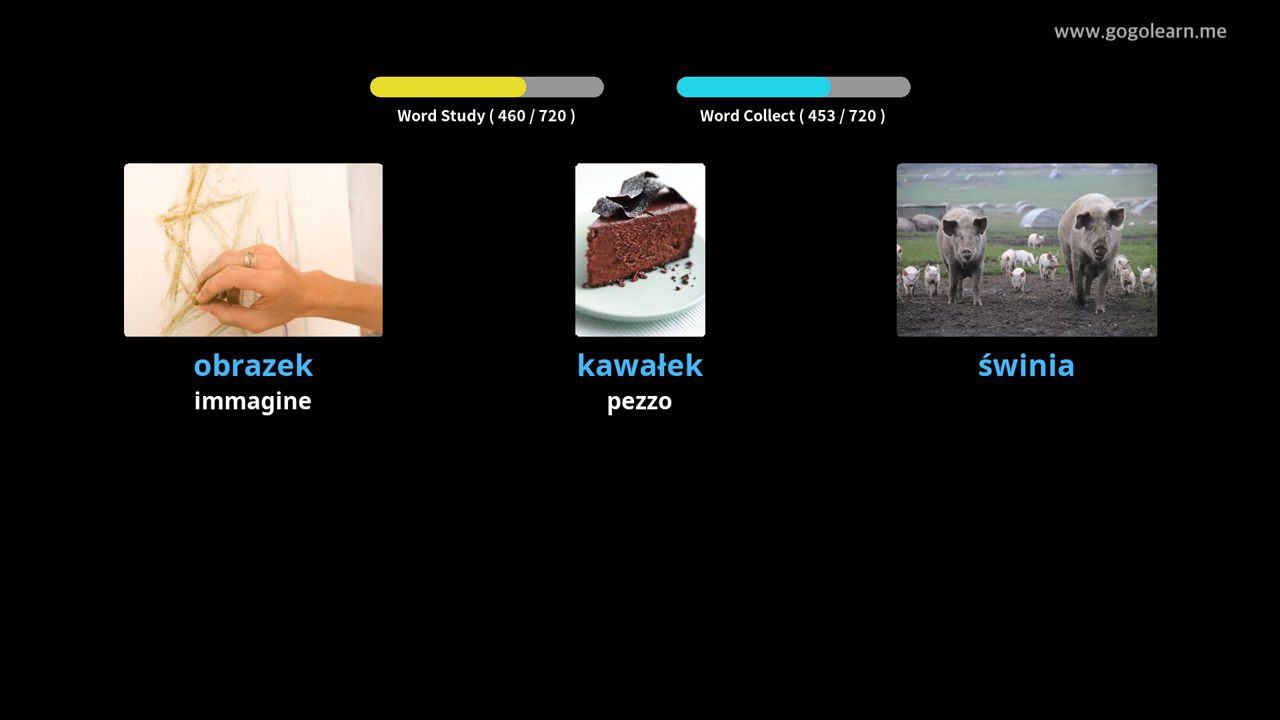 www.gogolearn.me
Word Study ( 460 / 720 )
Word Collect ( 453 / 720 )
obrazek
immagine
kawałek
pezzo
świnia